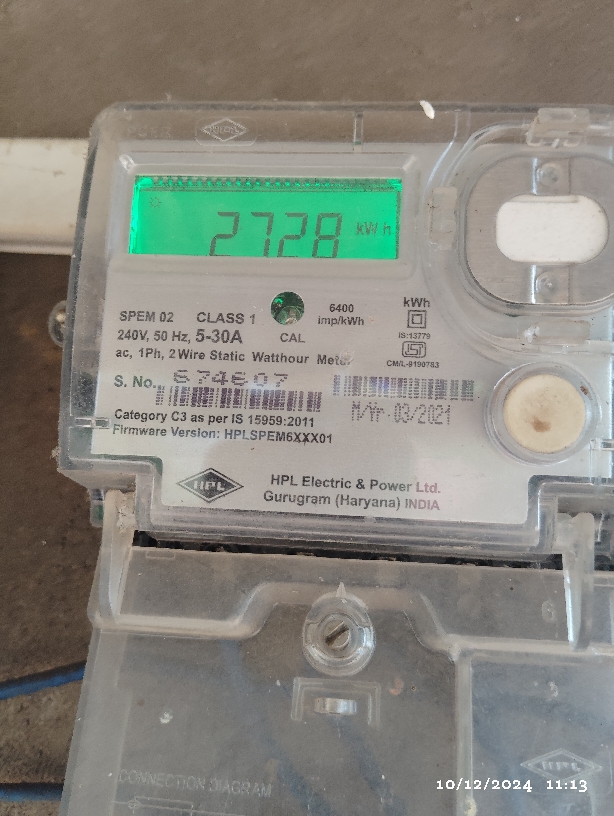 HPL
2728 kWh
SPEM 02 CLASS 1
6400 imp/kWh
kWh
240V, 50 Hz, 5-30A
CAL
IS:13779
ac, 1Ph, 2 Wire Static Watthour Meter
CM/L-9190783
S. No. 674607
M/Yr-03/2021
Category C3 as per IS 15959:2011
Firmware Version: HPLSPEM6XXX01
HPL
HPL Electric & Power Ltd.
Gurugram (Haryana) INDIA
HPL
CONNECTION DIAGRAM
10/12/2024 11:13